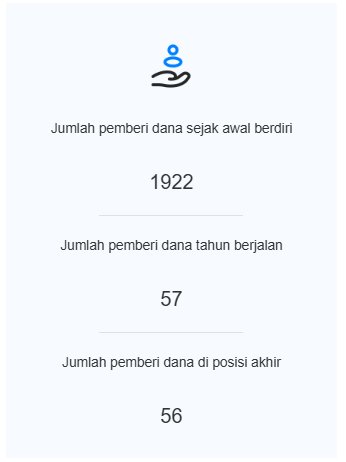 Jumlah pemberi dana sejak awal berdiri
1922
Jumlah pemberi dana tahun berjalan
57
Jumlah pemberi dana di posisi akhir
56